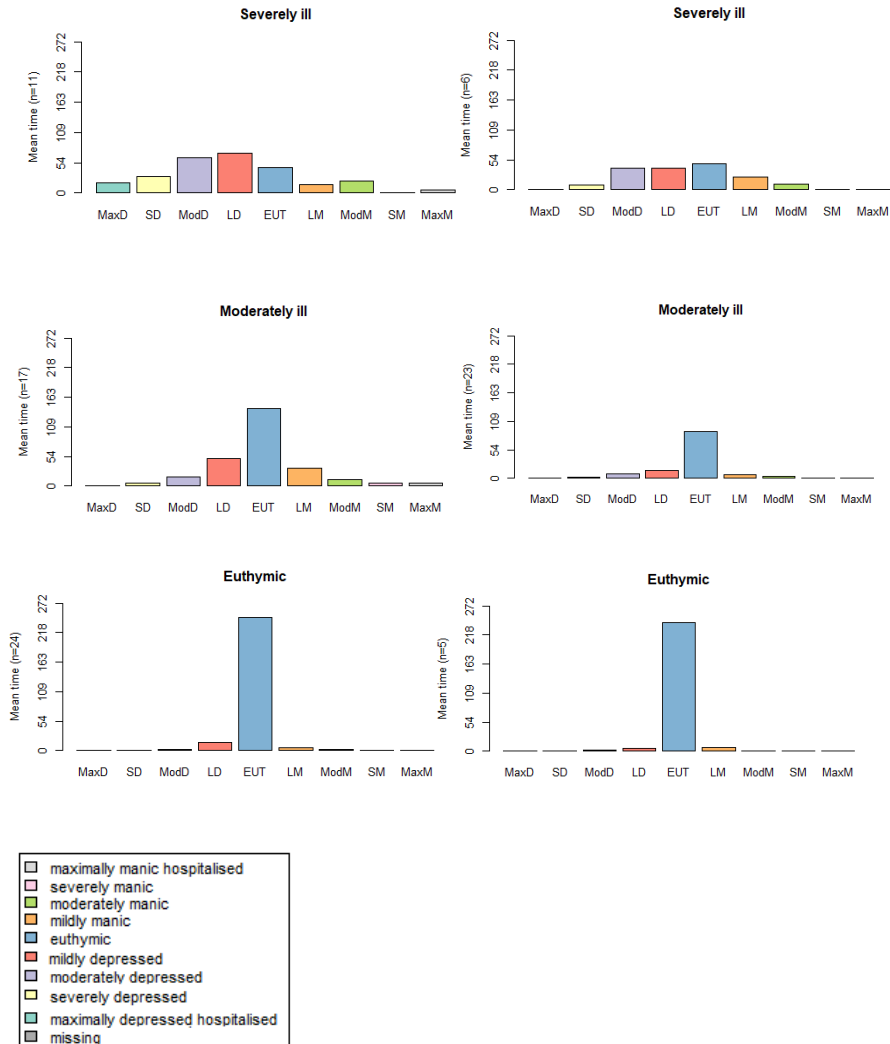 Severely ill
Mean time (n=11)
272
218
163
109
54
0
MaxD SD ModD LD EUT LM ModM SM MaxM
Severely ill
Mean time (n=6)
272
218
163
109
54
0
MaxD SD ModD LD EUT LM ModM SM MaxM
Moderately ill
Mean time (n=17)
272
218
163
109
54
0
MaxD SD ModD LD EUT LM ModM SM MaxM
Moderately ill
Mean time (n=23)
272
218
163
109
54
0
MaxD SD ModD LD EUT LM ModM SM MaxM
Euthymic
Mean time (n=24)
272
218
163
109
54
0
MaxD SD ModD LD EUT LM ModM SM MaxM
Euthymic
Mean time (n=5)
272
218
163
109
54
0
MaxD SD ModD LD EUT LM ModM SM MaxM
maximally manic hospitalised
severely manic
moderately manic
mildly manic
euthymic
mildly depressed
moderately depressed
severely depressed
maximally depressed hospitalised
missing